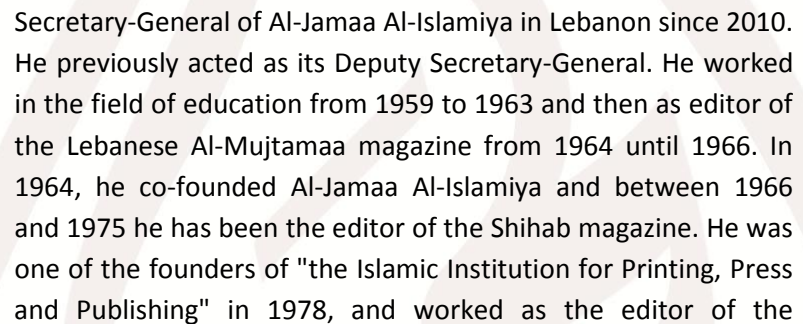 Secretary-General of Al-Jamaa Al-Islamiya in Lebanon since 2010.
He previously acted as its Deputy Secretary-General. He worked
in the field of education from 1959 to 1963 and then as editor of
the Lebanese Al-Mujtamaa magazine from 1964 until 1966. In
1964, he co-founded Al-Jamaa Al-Islamiya and between 1966
and 1975 he has been the editor of the Shihab magazine. He was
one of the founders of "the Islamic Institution for Printing, Press
and Publishing" in 1978, and worked as the editor of the